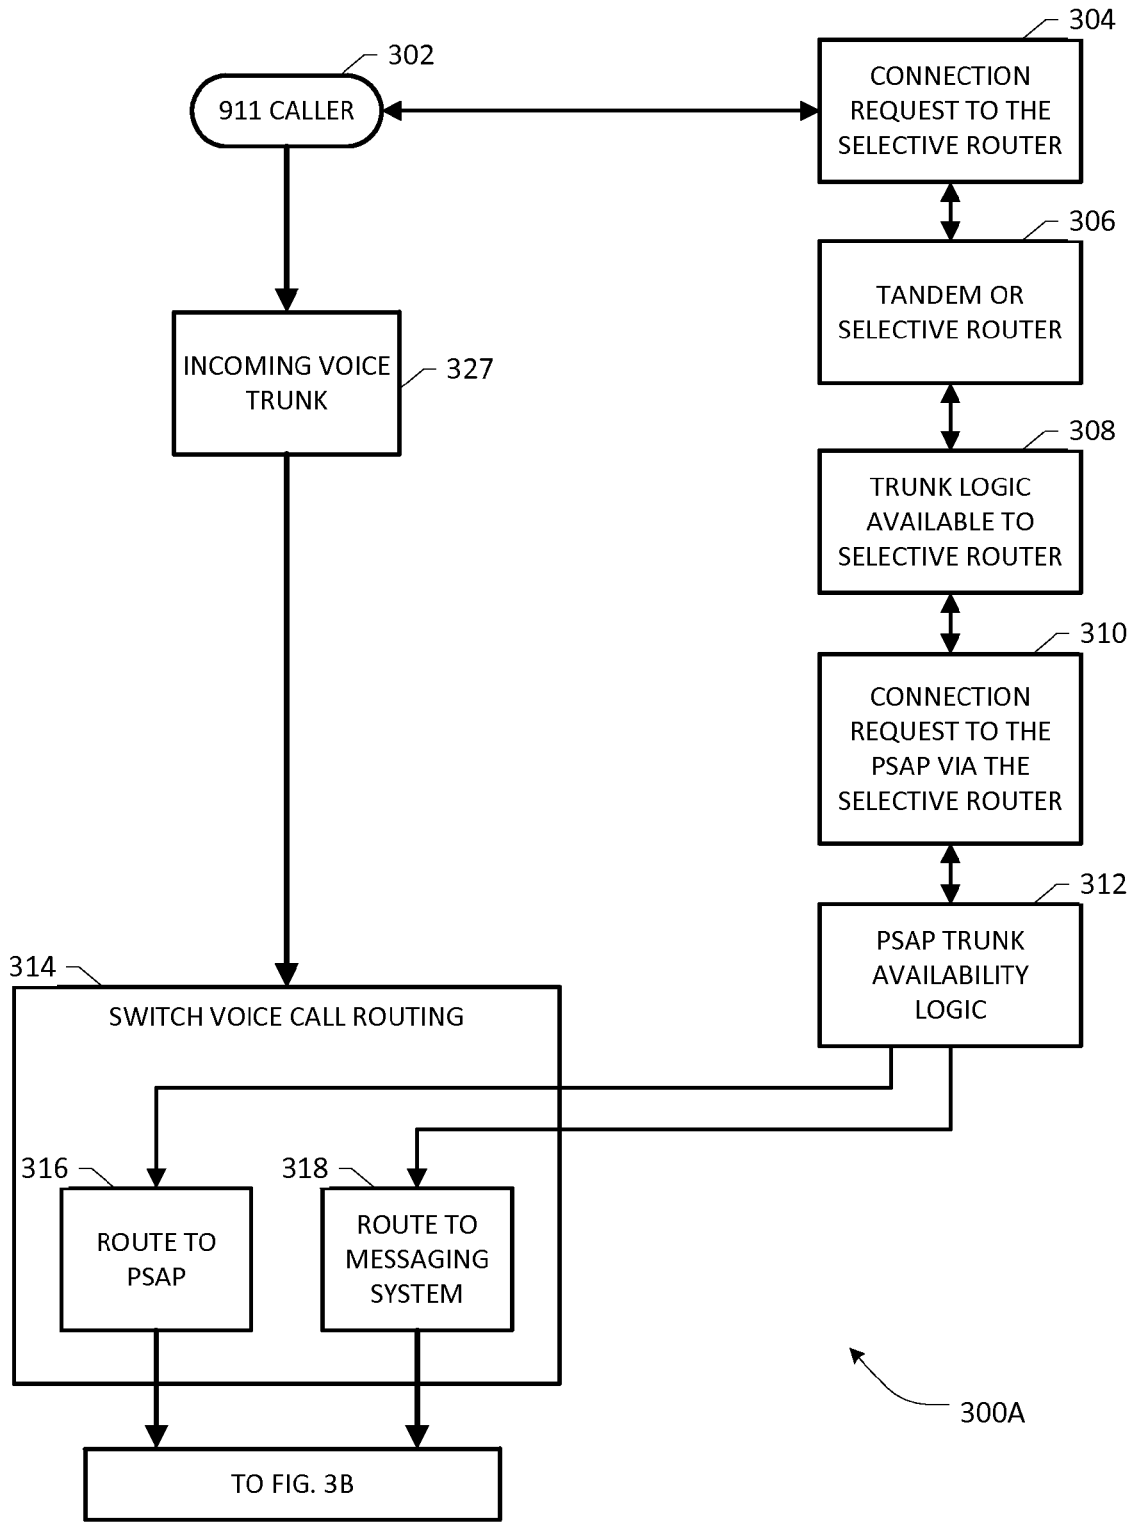 304
302
911 CALLER
CONNECTION
REQUEST TO THE
SELECTIVE ROUTER
306
TANDEM OR
SELECTIVE ROUTER
INCOMING VOICE
TRUNK
327
308
TRUNK LOGIC
AVAILABLE TO
SELECTIVE ROUTER
310
CONNECTION
REQUEST TO THE
PSAP VIA THE
SELECTIVE ROUTER
312
PSAP TRUNK
AVAILABILITY
LOGIC
314
SWITCH VOICE CALL ROUTING
316
ROUTE TO
PSAP
318
ROUTE TO
MESSAGING
SYSTEM
300A
TO FIG. 3B